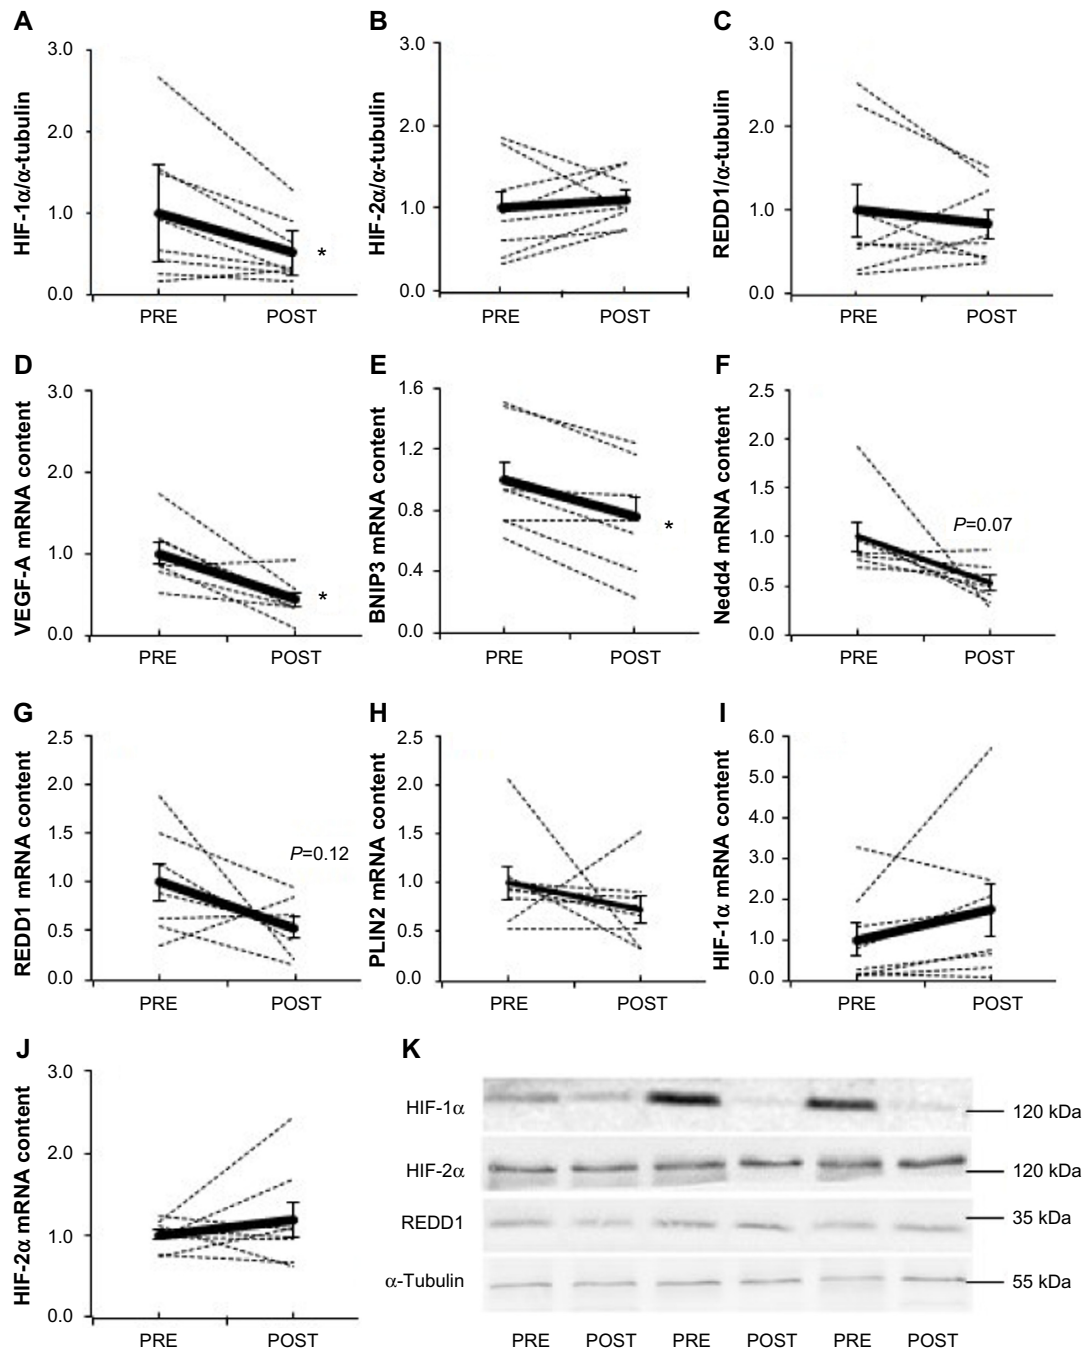 A
HIF-1α/α-tubulin
3.0
2.0
1.0
0.0
*
PRE POST
B
HIF-2α/α-tubulin
3.0
2.0
1.0
0.0
PRE POST
C
REDD1/α-tubulin
3.0
2.0
1.0
0.0
PRE POST
D
VEGF-A mRNA content
3.0
2.0
1.0
0.0
*
PRE POST
E
BNIP3 mRNA content
1.6
1.2
0.8
0.4
0.0
*
PRE POST
F
Nedd4 mRNA content
2.5
2.0
1.5
1.0
0.5
0.0
P=0.07
PRE POST
G
REDD1 mRNA content
2.5
2.0
1.5
1.0
0.5
0.0
P=0.12
PRE POST
H
PLIN2 mRNA content
2.5
2.0
1.5
1.0
0.5
0.0
PRE POST
I
HIF-1α mRNA content
6.0
5.0
4.0
3.0
2.0
1.0
0.0
PRE POST
J
HIF-2α mRNA content
3.0
2.0
1.0
0.0
PRE POST
K
HIF-1α 120 kDa
HIF-2α 120 kDa
REDD1 35 kDa
α-Tubulin 55 kDa
PRE POST PRE POST PRE POST